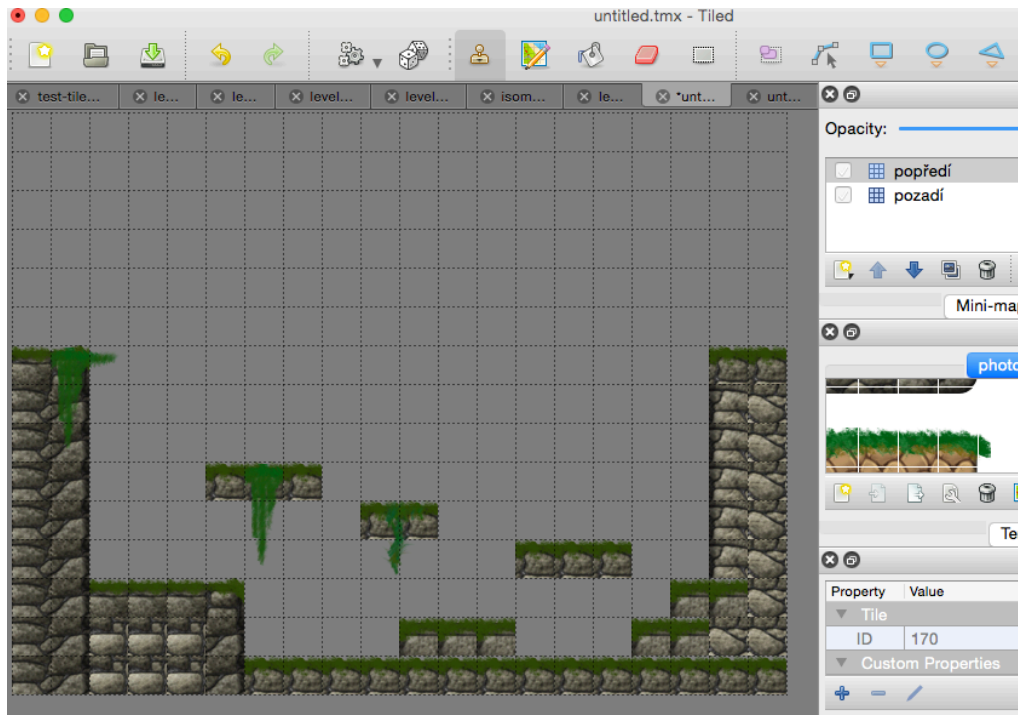 untitled.tmx - Tiled
test-tile... le... le... level... level... isom... le... *unt... unt...
Opacity:
popředí
pozadí
Mini-map
photo
Te
Property Value
Tile
ID 170
Custom Properties